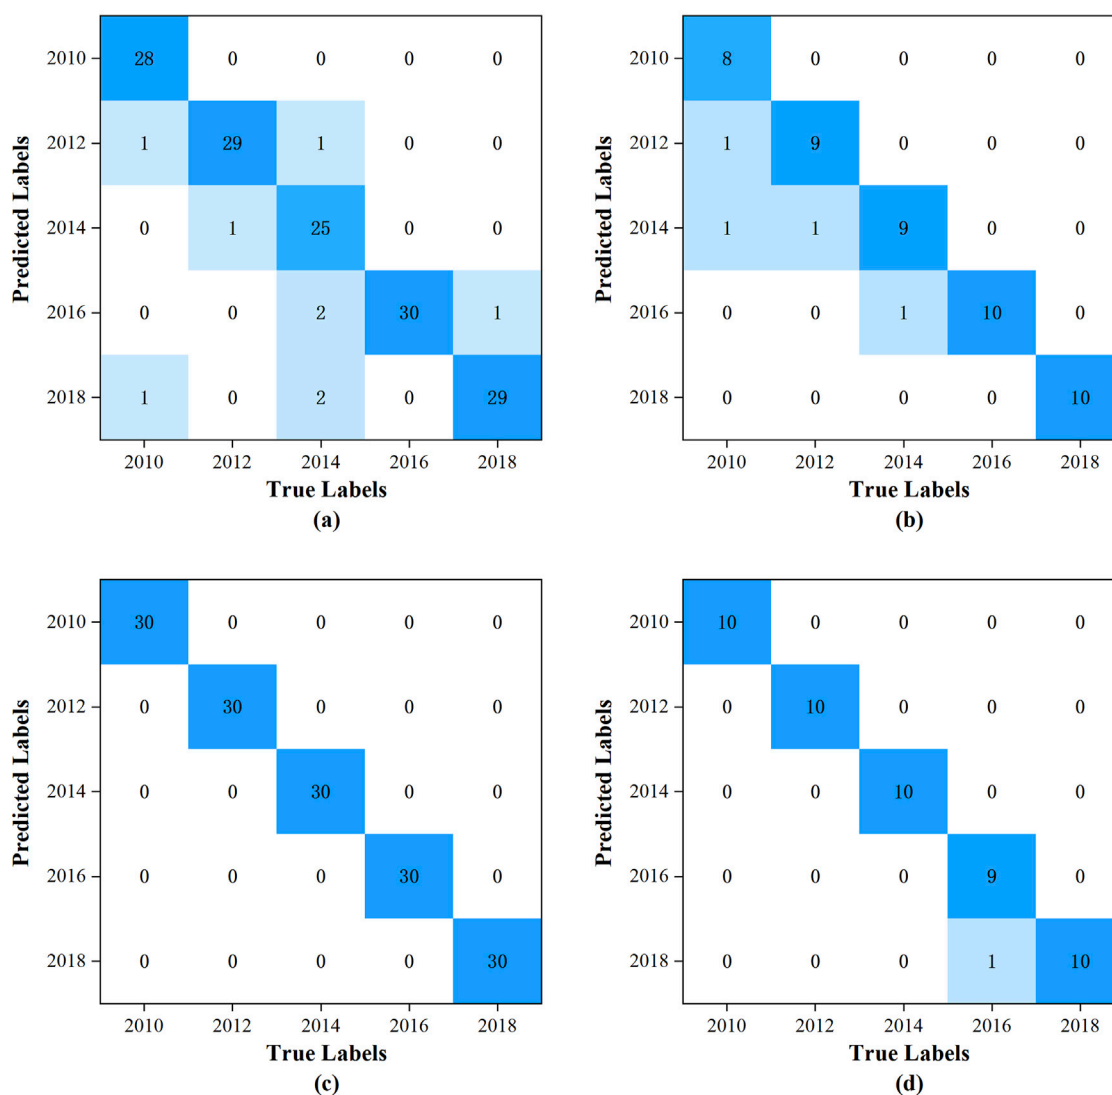 2010 28 0 0 0 0
2012 1 29 1 0 0
2014 0 1 25 0 0
2016 0 0 2 30 1
2018 1 0 2 0 29
2010 2012 2014 2016 2018
Predicted Labels
True Labels
(a)
2010 8 0 0 0 0
2012 1 9 0 0 0
2014 1 1 9 0 0
2016 0 0 1 10 0
2018 0 0 0 0 10
2010 2012 2014 2016 2018
Predicted Labels
True Labels
(b)
2010 30 0 0 0 0
2012 0 30 0 0 0
2014 0 0 30 0 0
2016 0 0 0 30 0
2018 0 0 0 0 30
2010 2012 2014 2016 2018
Predicted Labels
True Labels
(c)
2010 10 0 0 0 0
2012 0 10 0 0 0
2014 0 0 10 0 0
2016 0 0 0 9 0
2018 0 0 0 1 10
2010 2012 2014 2016 2018
Predicted Labels
True Labels
(d)